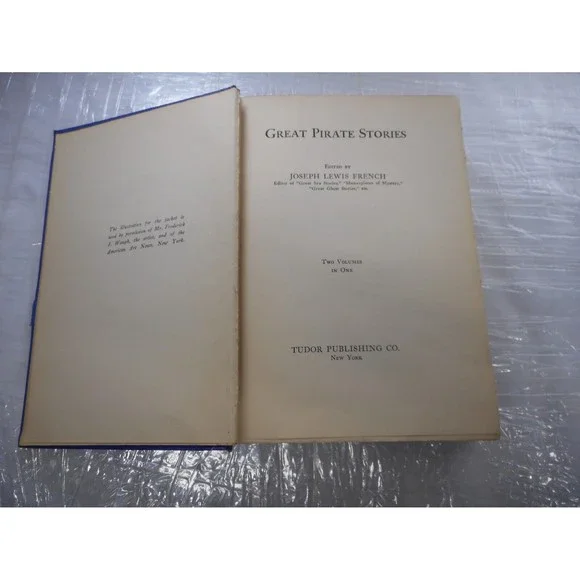 The illustration for the jacket is
used by permission of Mr. Frederick
J. Waugh, the artist, and of the
American Art News, New York.
GREAT PIRATE STORIES
EDITED BY
JOSEPH LEWIS FRENCH
Editor of "Great Sea Stories," "Masterpieces of Mystery,"
"Great Ghost Stories," etc.
TWO VOLUMES
IN ONE
TUDOR PUBLISHING CO.
NEW YORK